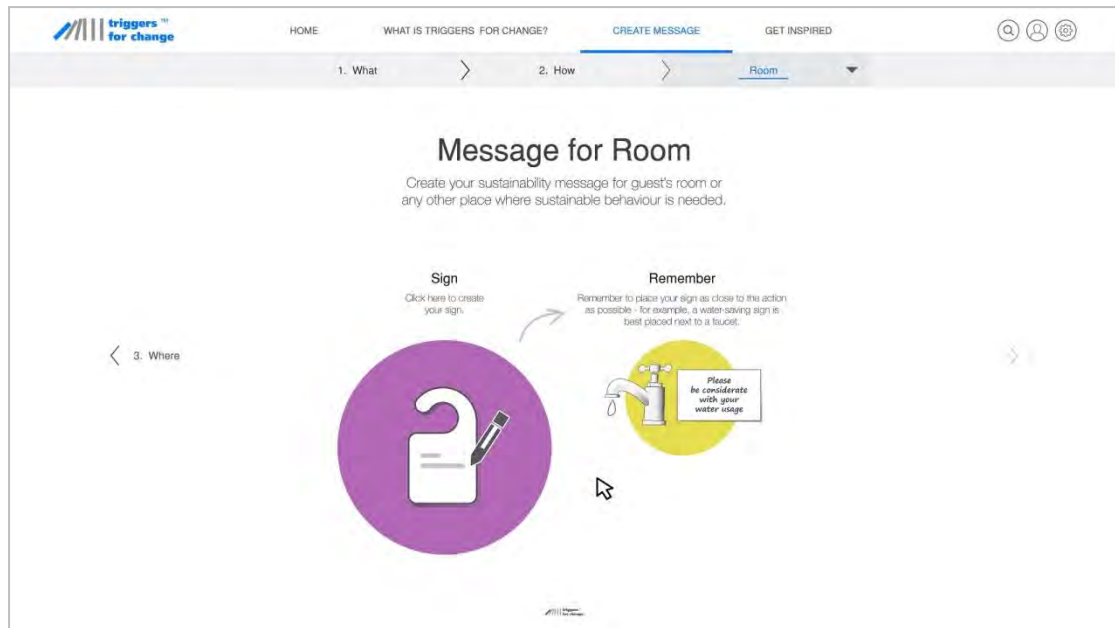 triggers ™
for change
HOME
WHAT IS TRIGGERS FOR CHANGE?
CREATE MESSAGE
GET INSPIRED
1. What
2. How
Room
Message for Room
Create your sustainability message for guest's room or
any other place where sustainable behaviour is needed.
Sign
Click here to create
your sign.
Remember
Remember to place your sign as close to the action
as possible - for example, a water-saving sign is
best placed next to a faucet.
Please
be considerate
with your
water usage
3. Where
triggers
for change